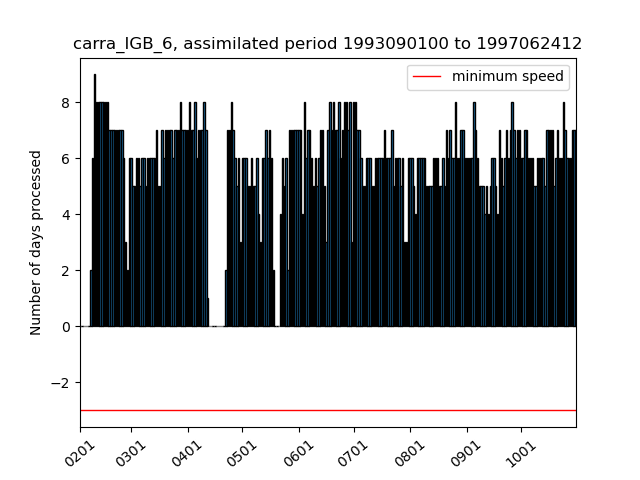 carra_IGB_6, assimilated period 1993090100 to 1997062412
minimum speed
Number of days processed
8
6
4
2
0
−2
0201 0301 0401 0501 0601 0701 0801 0901 1001